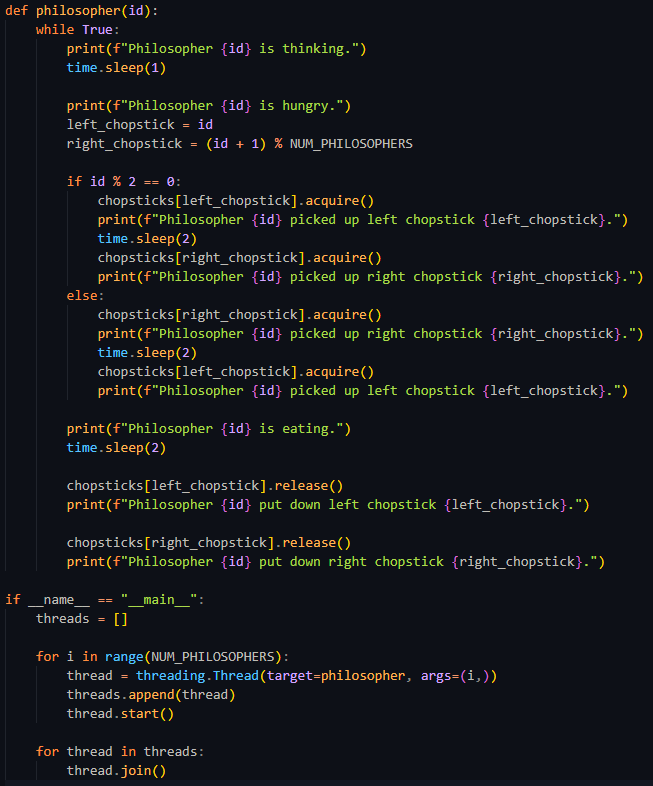 def philosopher(id):
    while True:
        print(f"Philosopher {id} is thinking.")
        time.sleep(1)

        print(f"Philosopher {id} is hungry.")
        left_chopstick = id
        right_chopstick = (id + 1) % NUM_PHILOSOPHERS

        if id % 2 == 0:
            chopsticks[left_chopstick].acquire()
            print(f"Philosopher {id} picked up left chopstick {left_chopstick}.")
            time.sleep(2)
            chopsticks[right_chopstick].acquire()
            print(f"Philosopher {id} picked up right chopstick {right_chopstick}.")
        else:
            chopsticks[right_chopstick].acquire()
            print(f"Philosopher {id} picked up right chopstick {right_chopstick}.")
            time.sleep(2)
            chopsticks[left_chopstick].acquire()
            print(f"Philosopher {id} picked up left chopstick {left_chopstick}.")

        print(f"Philosopher {id} is eating.")
        time.sleep(2)

        chopsticks[left_chopstick].release()
        print(f"Philosopher {id} put down left chopstick {left_chopstick}.")

        chopsticks[right_chopstick].release()
        print(f"Philosopher {id} put down right chopstick {right_chopstick}.")

if __name__ == "__main__":
    threads = []

    for i in range(NUM_PHILOSOPHERS):
        thread = threading.Thread(target=philosopher, args=(i,))
        threads.append(thread)
        thread.start()

    for thread in threads:
        thread.join()